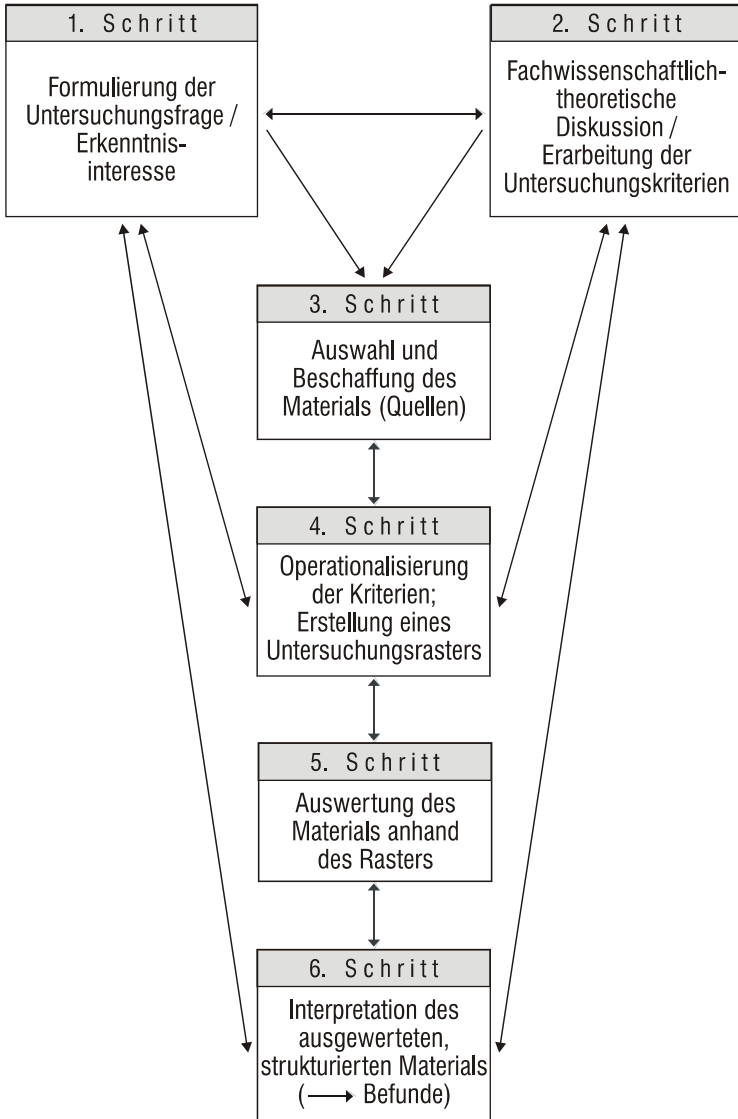 1. Schritt
Formulierung der
Untersuchungsfrage /
Erkenntnis-
interesse
2. Schritt
Fachwissenschaftlich-
theoretische
Diskussion /
Erarbeitung der
Untersuchungskriterien
3. Schritt
Auswahl und
Beschaffung des
Materials (Quellen)
4. Schritt
Operationalisierung
der Kriterien;
Erstellung eines
Untersuchungsrasters
5. Schritt
Auswertung des
Materials anhand
des Rasters
6. Schritt
Interpretation des
ausgewerteten,
strukturierten Materials
(⟶ Befunde)